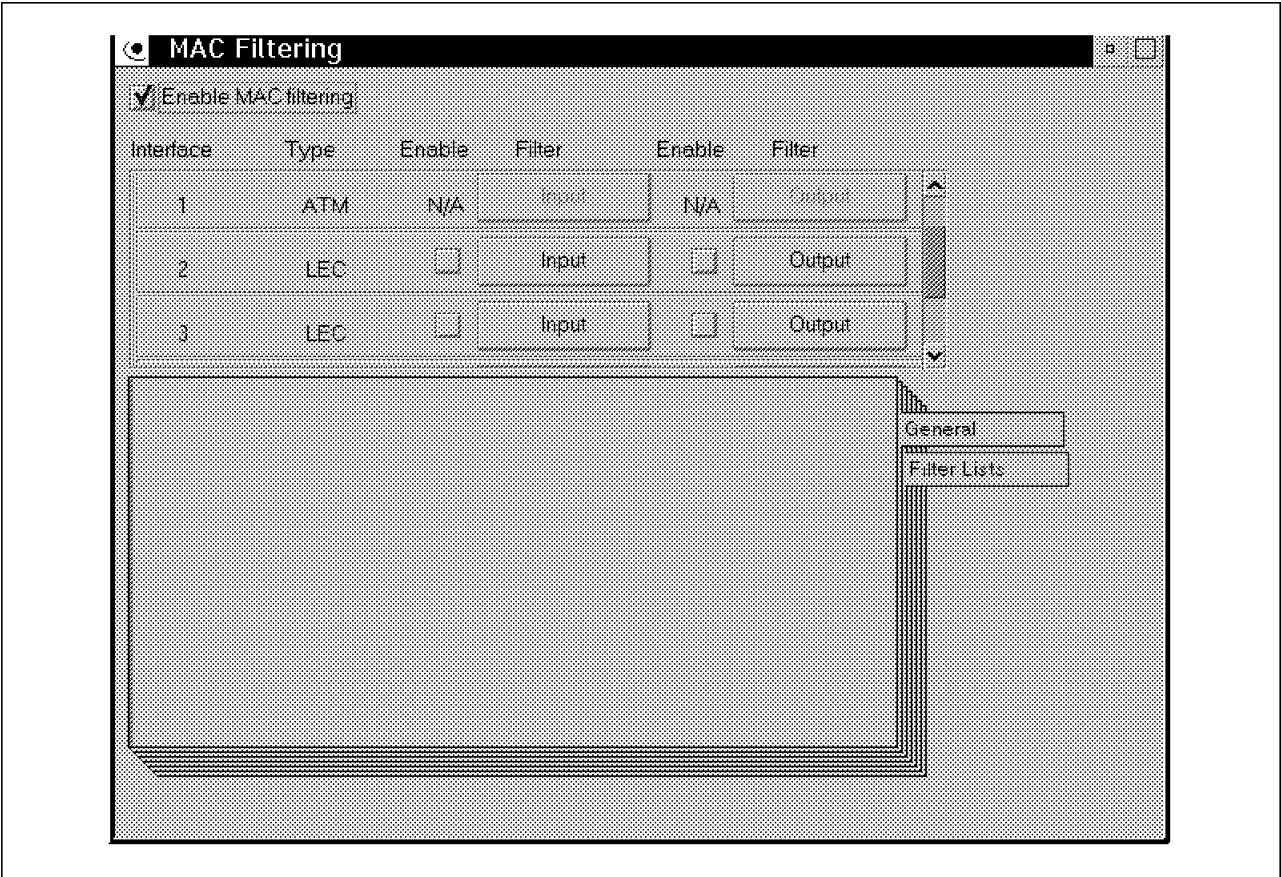 MAC Filtering
Enable MAC filtering
Interface Type Enable Filter Enable Filter
1 ATM N/A Input N/A Output
2 LEC Input Output
3 LEC Input Output
General
Filter Lists